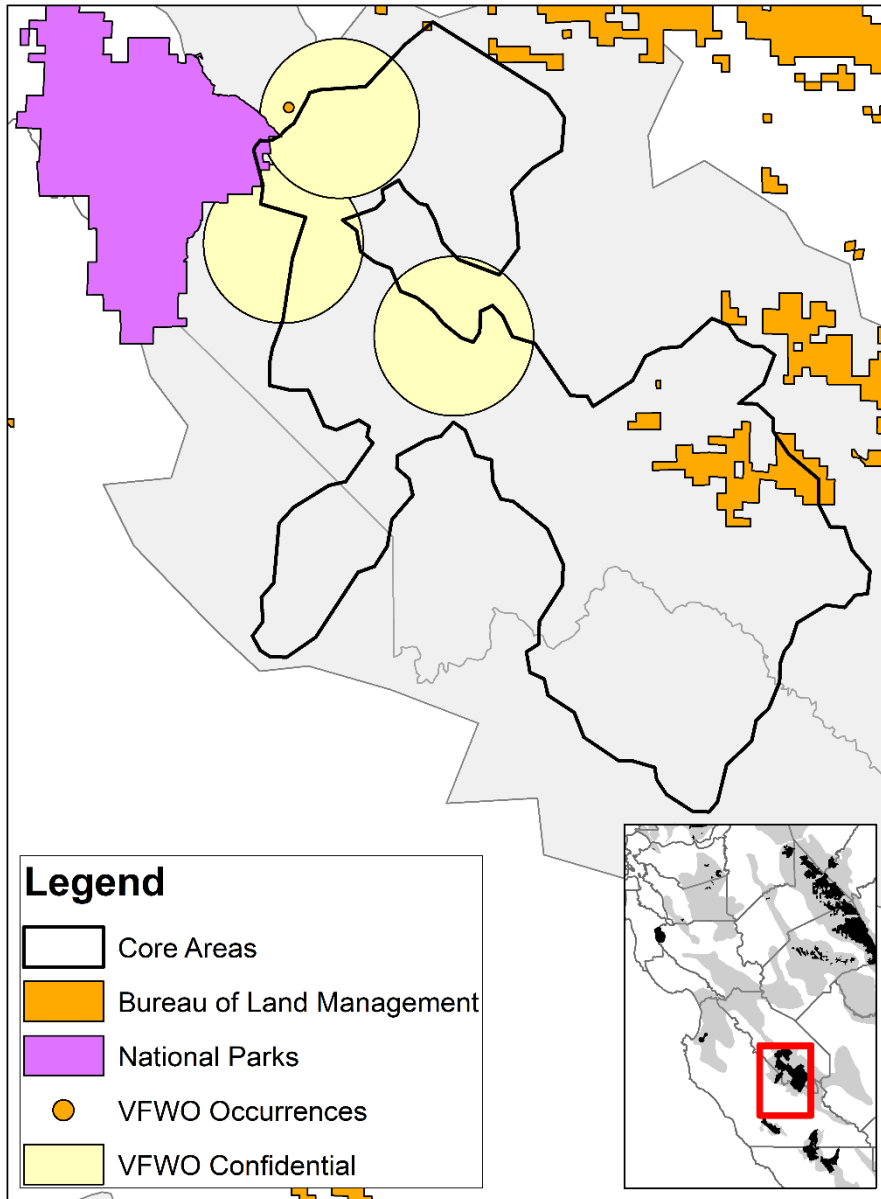 Legend
Core Areas
Bureau of Land Management
National Parks
VFWO Occurrences
VFWO Confidential